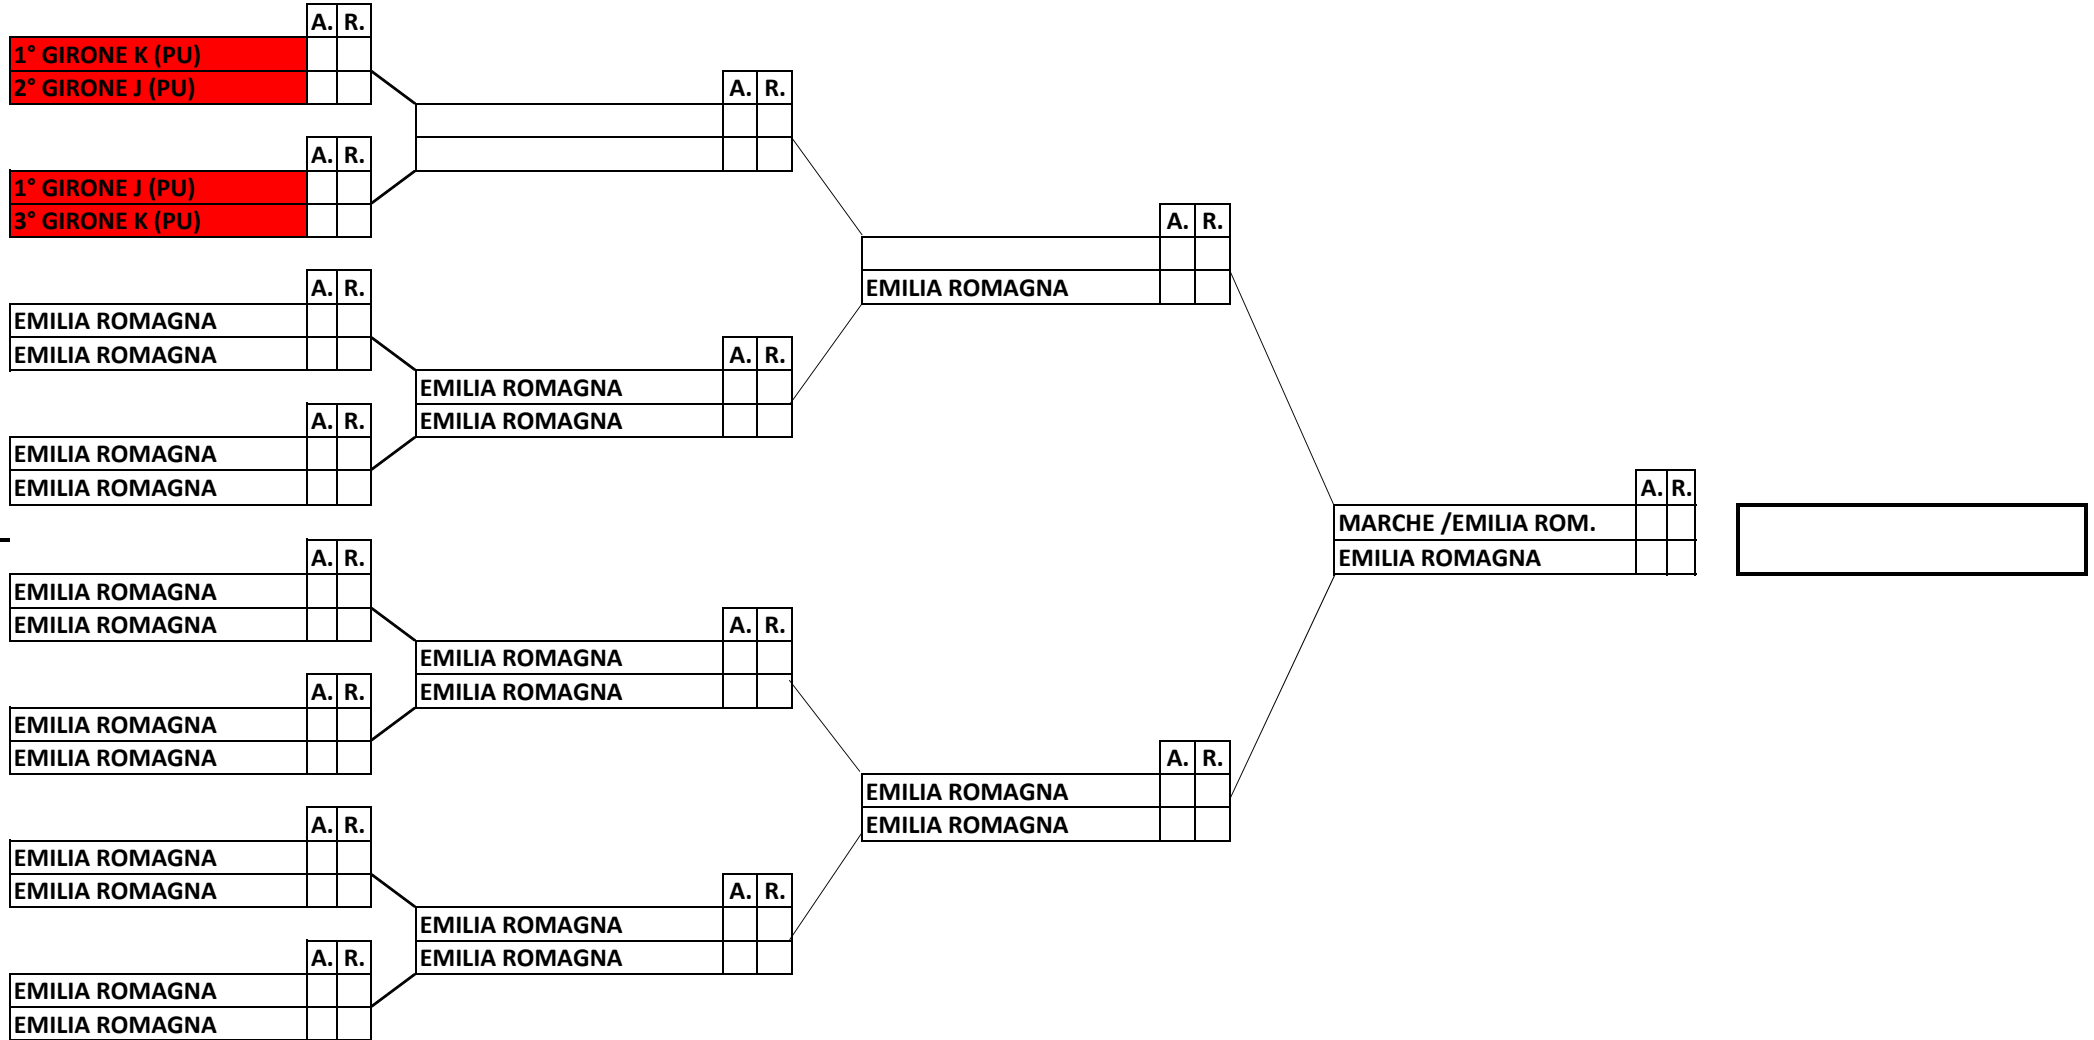 A. R.
1° GIRONE K (PU)
2° GIRONE J (PU)
A. R.
1° GIRONE J (PU)
3° GIRONE K (PU)
A. R.
EMILIA ROMAGNA
EMILIA ROMAGNA
A. R.
EMILIA ROMAGNA
EMILIA ROMAGNA
A. R.
EMILIA ROMAGNA
EMILIA ROMAGNA
A. R.
EMILIA ROMAGNA
EMILIA ROMAGNA
A. R.
EMILIA ROMAGNA
EMILIA ROMAGNA
A. R.
EMILIA ROMAGNA
EMILIA ROMAGNA
A. R.
A. R.
EMILIA ROMAGNA
EMILIA ROMAGNA
A. R.
EMILIA ROMAGNA
EMILIA ROMAGNA
A. R.
EMILIA ROMAGNA
EMILIA ROMAGNA
A. R.
EMILIA ROMAGNA
A. R.
EMILIA ROMAGNA
EMILIA ROMAGNA
A. R.
MARCHE /EMILIA ROM.
EMILIA ROMAGNA